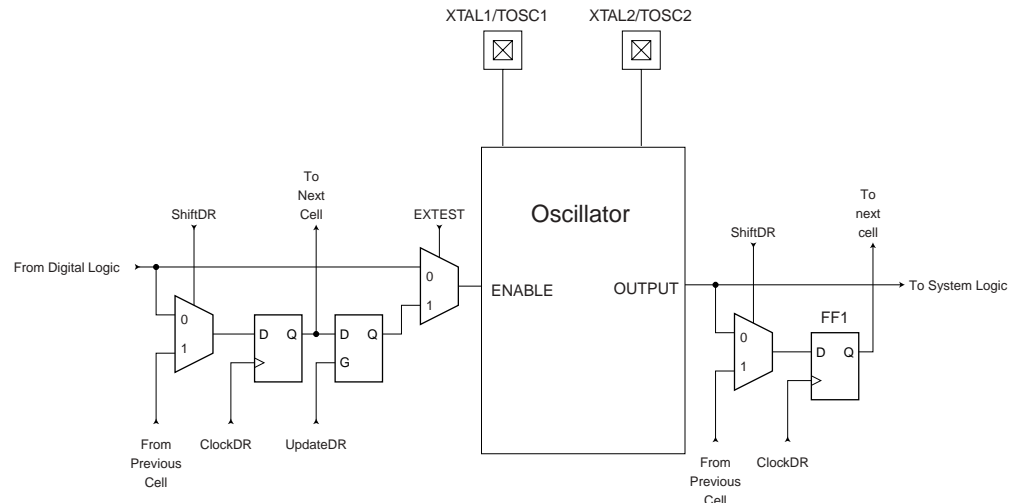 XTAL1/TOSC1
XTAL2/TOSC2
To
Next
Cell
ShiftDR
EXTEST
Oscillator
To
next
cell
ShiftDR
From Digital Logic
0
1
ENABLE
OUTPUT
To System Logic
0
1
D Q
D Q
G
FF1
0
1
D Q
From
Previous
Cell
ClockDR
UpdateDR
From
Previous
Cell
ClockDR